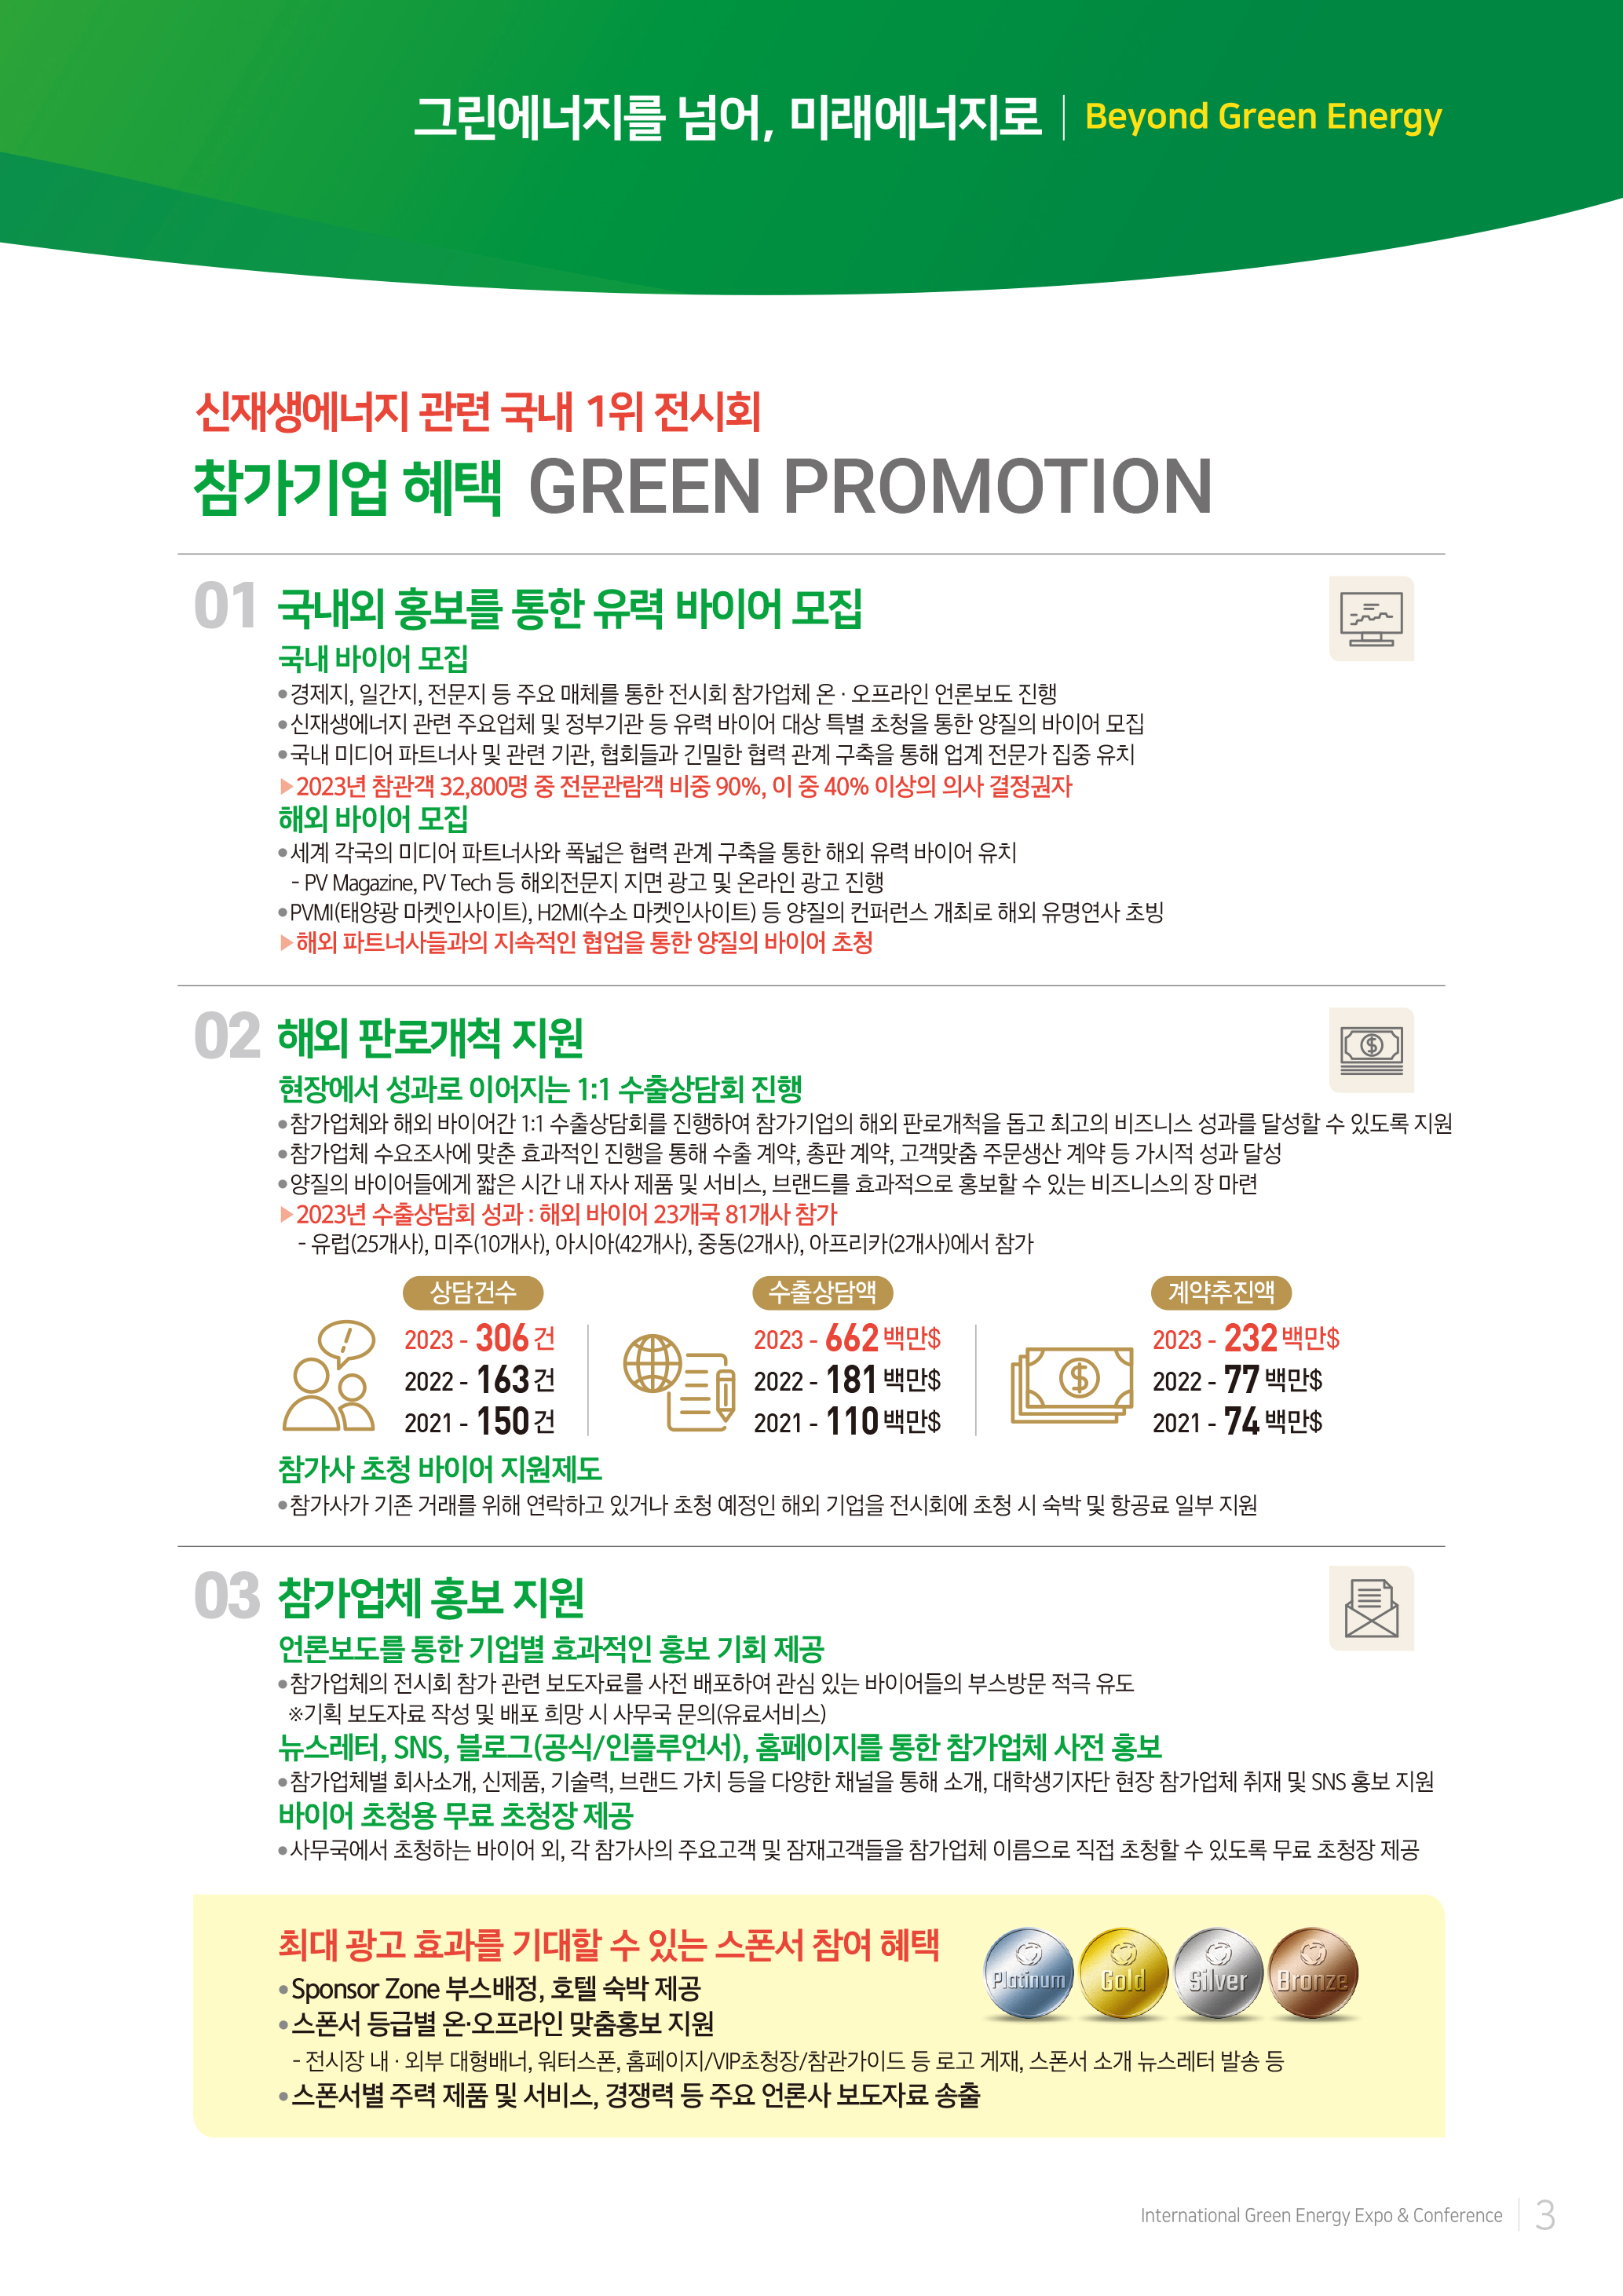 그린에너지를 넘어, 미래에너지로 Beyond Green Energy
신재생에너지 관련 국내 1위 전시회
참가기업 혜택 GREEN PROMOTION
01 국내외 홍보를 통한 유력 바이어 모집
국내 바이어 모집
●경제지, 일간지, 전문지 등 주요 매체를 통한 전시회 참가업체 온 · 오프라인 언론보도 진행
●신재생에너지 관련 주요업체 및 정부기관 등 유력 바이어 대상 특별 초청을 통한 양질의 바이어 모집
●국내 미디어 파트너사 및 관련 기관, 협회들과 긴밀한 협력 관계 구축을 통해 업계 전문가 집중 유치
▶2023년 참관객 32,800명 중 전문관람객 비중 90%, 이 중 40% 이상의 의사 결정권자
해외 바이어 모집
●세계 각국의 미디어 파트너사와 폭넓은 협력 관계 구축을 통한 해외 유력 바이어 유치
- PV Magazine, PV Tech 등 해외전문지 지면 광고 및 온라인 광고 진행
●PVMI(태양광 마켓인사이트), H2MI(수소 마켓인사이트) 등 양질의 컨퍼런스 개최로 해외 유명연사 초빙
▶해외 파트너사들과의 지속적인 협업을 통한 양질의 바이어 초청
02 해외 판로개척 지원
현장에서 성과로 이어지는 1:1 수출상담회 진행
●참가업체와 해외 바이어간 1:1 수출상담회를 진행하여 참가기업의 해외 판로개척을 돕고 최고의 비즈니스 성과를 달성할 수 있도록 지원
●참가업체 수요조사에 맞춘 효과적인 진행을 통해 수출 계약, 총판 계약, 고객맞춤 주문생산 계약 등 가시적 성과 달성
●양질의 바이어들에게 짧은 시간 내 자사 제품 및 서비스, 브랜드를 효과적으로 홍보할 수 있는 비즈니스의 장 마련
▶2023년 수출상담회 성과 : 해외 바이어 23개국 81개사 참가
- 유럽(25개사), 미주(10개사), 아시아(42개사), 중동(2개사), 아프리카(2개사)에서 참가
상담건수
2023 - 306 건
2022 - 163 건
2021 - 150 건
수출상담액
2023 - 662 백만$
2022 - 181 백만$
2021 - 110 백만$
계약추진액
2023 - 232 백만$
2022 - 77 백만$
2021 - 74 백만$
참가사 초청 바이어 지원제도
●참가사가 기존 거래를 위해 연락하고 있거나 초청 예정인 해외 기업을 전시회에 초청 시 숙박 및 항공료 일부 지원
03 참가업체 홍보 지원
언론보도를 통한 기업별 효과적인 홍보 기회 제공
●참가업체의 전시회 참가 관련 보도자료를 사전 배포하여 관심 있는 바이어들의 부스방문 적극 유도
※기획 보도자료 작성 및 배포 희망 시 사무국 문의(유료서비스)
뉴스레터, SNS, 블로그(공식/인플루언서), 홈페이지를 통한 참가업체 사전 홍보
●참가업체별 회사소개, 신제품, 기술력, 브랜드 가치 등을 다양한 채널을 통해 소개, 대학생기자단 현장 참가업체 취재 및 SNS 홍보 지원
바이어 초청용 무료 초청장 제공
●사무국에서 초청하는 바이어 외, 각 참가사의 주요고객 및 잠재고객들을 참가업체 이름으로 직접 초청할 수 있도록 무료 초청장 제공
최대 광고 효과를 기대할 수 있는 스폰서 참여 혜택
Platinum Gold Silver Bronze
●Sponsor Zone 부스배정, 호텔 숙박 제공
●스폰서 등급별 온·오프라인 맞춤홍보 지원
- 전시장 내 · 외부 대형배너, 워터스폰, 홈페이지/VIP초청장/참관가이드 등 로고 게재, 스폰서 소개 뉴스레터 발송 등
●스폰서별 주력 제품 및 서비스, 경쟁력 등 주요 언론사 보도자료 송출
International Green Energy Expo & Conference 3